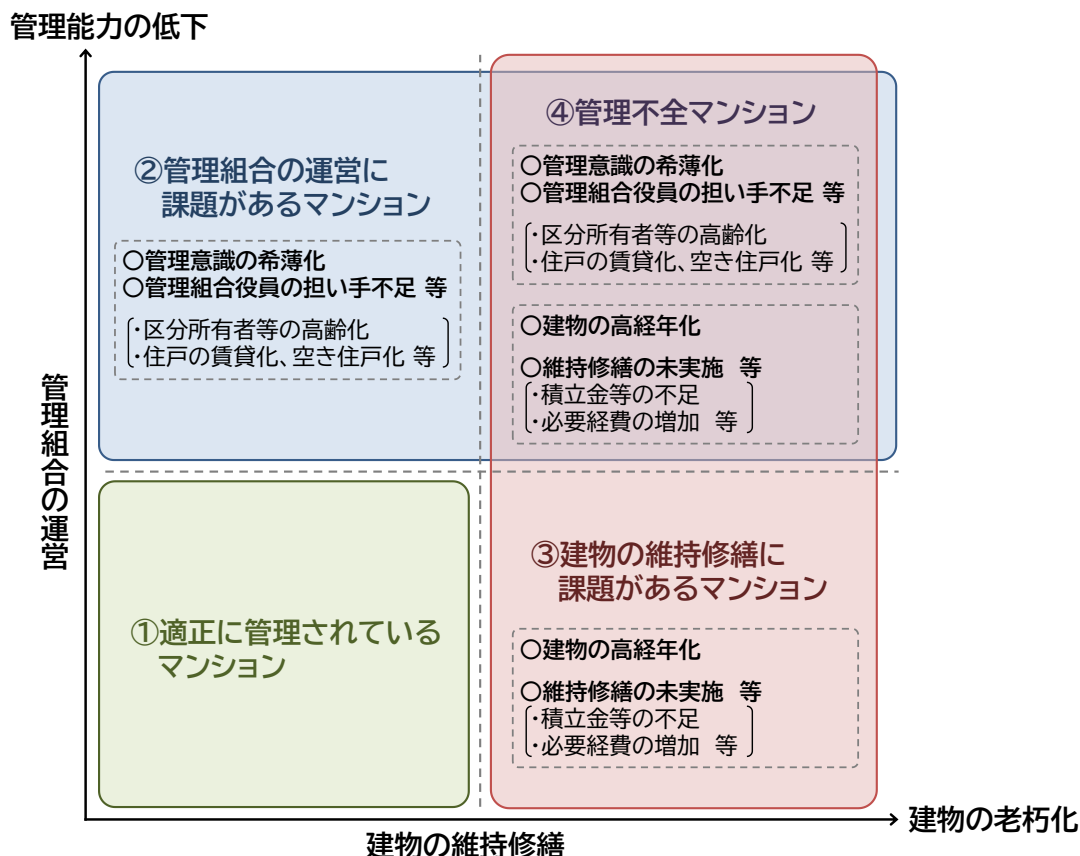 管理能力の低下
④管理不全マンション
〇管理意識の希薄化
〇管理組合役員の担い手不足 等
・区分所有者等の高齢化
・住戸の賃貸化、空き住戸化 等
〇建物の高経年化
〇維持修繕の未実施 等
・積立金等の不足
・必要経費の増加 等
②管理組合の運営に
課題があるマンション
〇管理意識の希薄化
〇管理組合役員の担い手不足 等
・区分所有者等の高齢化
・住戸の賃貸化、空き住戸化 等
管理組合の運営
①適正に管理されている
マンション
③建物の維持修繕に
課題があるマンション
〇建物の高経年化
〇維持修繕の未実施 等
・積立金等の不足
・必要経費の増加 等
建物の老朽化
建物の維持修繕